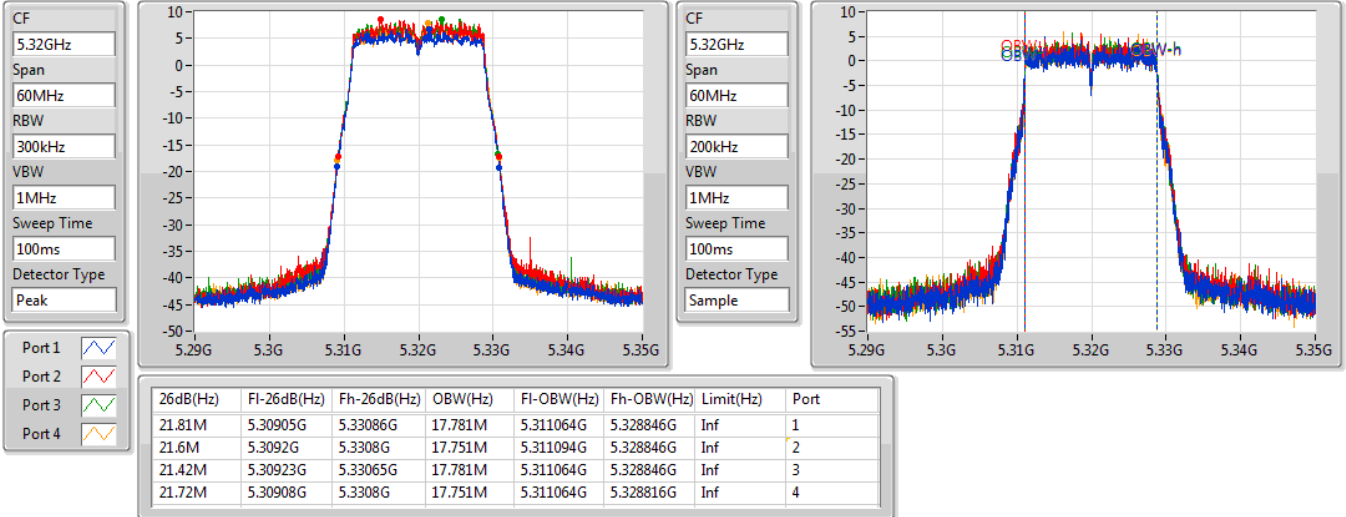 CF
5.32GHz
Span
60MHz
RBW
300kHz
VBW
1MHz
Sweep Time
100ms
Detector Type
Peak
10
5
0
-5
-10
-15
-20
-25
-30
-35
-40
-45
-50
5.29G 5.3G 5.31G 5.32G 5.33G 5.34G 5.35G
CF
5.32GHz
Span
60MHz
RBW
200kHz
VBW
1MHz
Sweep Time
100ms
Detector Type
Sample
10
5
0
-5
-10
-15
-20
-25
-30
-35
-40
-45
-50
-55
OBW-h
5.29G 5.3G 5.31G 5.32G 5.33G 5.34G 5.35G
Port 1
Port 2
Port 3
Port 4
26dB(Hz) Fl-26dB(Hz) Fh-26dB(Hz) OBW(Hz) Fl-OBW(Hz) Fh-OBW(Hz) Limit(Hz) Port
21.81M 5.30905G 5.33086G 17.781M 5.311064G 5.328846G Inf 1
21.6M 5.3092G 5.3308G 17.751M 5.311094G 5.328846G Inf 2
21.42M 5.30923G 5.33065G 17.781M 5.311064G 5.328846G Inf 3
21.72M 5.30908G 5.3308G 17.751M 5.311064G 5.328816G Inf 4